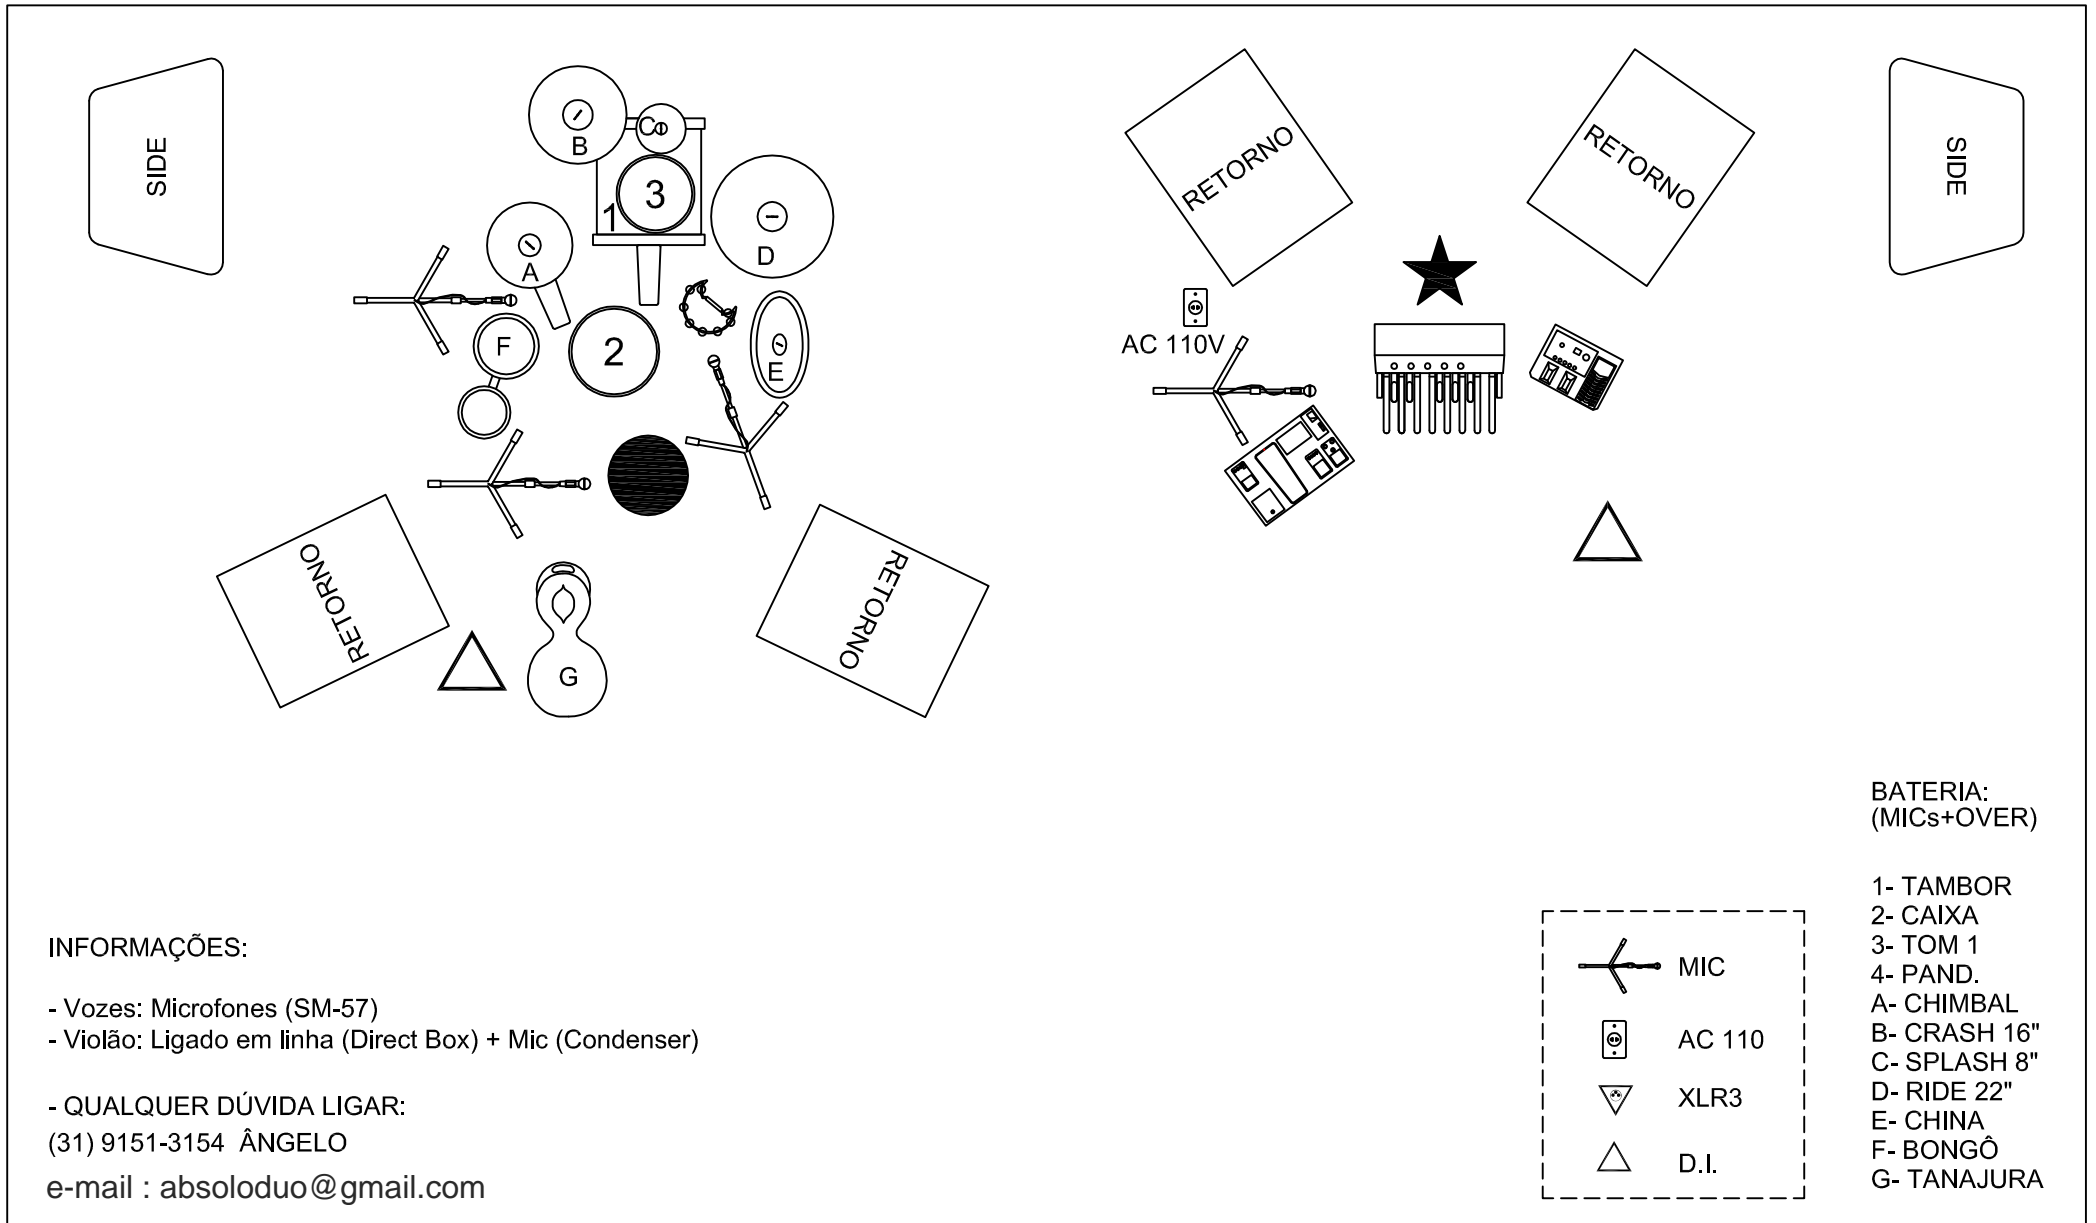 SIDE
RETORNO
RETORNO
SIDE
B
C
3
1
D
A
AC 110V
F
2
E
RETORNO
RETORNO
G
BATERIA:
(MICs+OVER)
1- TAMBOR
2- CAIXA
3- TOM 1
4- PAND.
A- CHIMBAL
B- CRASH 16"
C- SPLASH 8"
D- RIDE 22"
E- CHINA
F- BONGÔ
G- TANAJURA
MIC
AC 110
XLR3
D.I.
INFORMAÇÕES:
- Vozes: Microfones (SM-57)
- Violão: Ligado em linha (Direct Box) + Mic (Condenser)
- QUALQUER DÚVIDA LIGAR:
(31) 9151-3154 ÂNGELO
e-mail : absoloduo@gmail.com